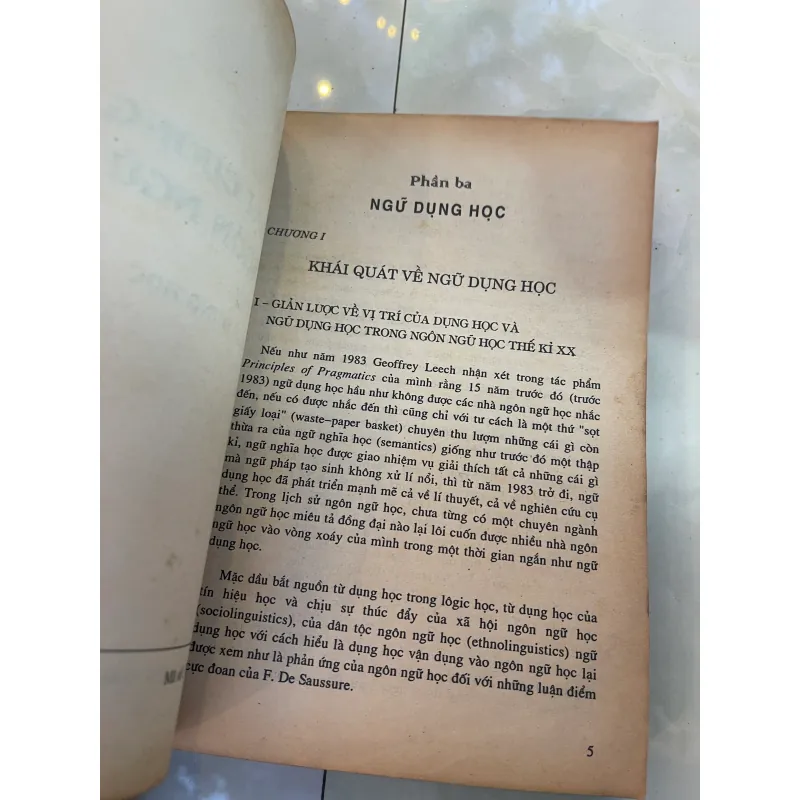 Phần ba
NGỮ DỤNG HỌC
CHƯƠNG I
KHÁI QUÁT VỀ NGỮ DỤNG HỌC
I – GIẢN LƯỢC VỀ VỊ TRÍ CỦA DỤNG HỌC VÀ
NGỮ DỤNG HỌC TRONG NGÔN NGỮ HỌC THẾ KỈ XX
Nếu như năm 1983 Geoffrey Leech nhận xét trong tác phẩm
Principles of Pragmatics của mình rằng 15 năm trước đó (trước
1983) ngữ dụng học hầu như không được các nhà ngôn ngữ học nhắc
đến, nếu có được nhắc đến thì cũng chỉ với tư cách là một thứ "sọt
giấy loại" (waste–paper basket) chuyên thu lượm những cái gì còn
thừa ra của ngữ nghĩa học (semantics) giống như trước đó một thập
kỉ, ngữ nghĩa học được giao nhiệm vụ giải thích tất cả những cái gì
mà ngữ pháp tạo sinh không xử lí nổi, thì từ năm 1983 trở đi, ngữ
dụng học đã phát triển mạnh mẽ cả về lí thuyết, cả về nghiên cứu cụ
thể. Trong lịch sử ngôn ngữ học, chưa từng có một chuyên ngành
ngôn ngữ học miêu tả đồng đại nào lại lôi cuốn được nhiều nhà ngôn
ngữ học vào vòng xoáy của mình trong một thời gian ngắn như ngữ
dụng học.
Mặc dầu bắt nguồn từ dụng học trong lôgic học, từ dụng học của
tín hiệu học và chịu sự thúc đẩy của xã hội ngôn ngữ học
(sociolinguistics), của dân tộc ngôn ngữ học (ethnolinguistics) ngữ
dụng học với cách hiểu là dụng học vận dụng vào ngôn ngữ học lại
được xem như là phản ứng của ngôn ngữ học đối với những luận điểm
cực đoan của F. De Saussure.
5